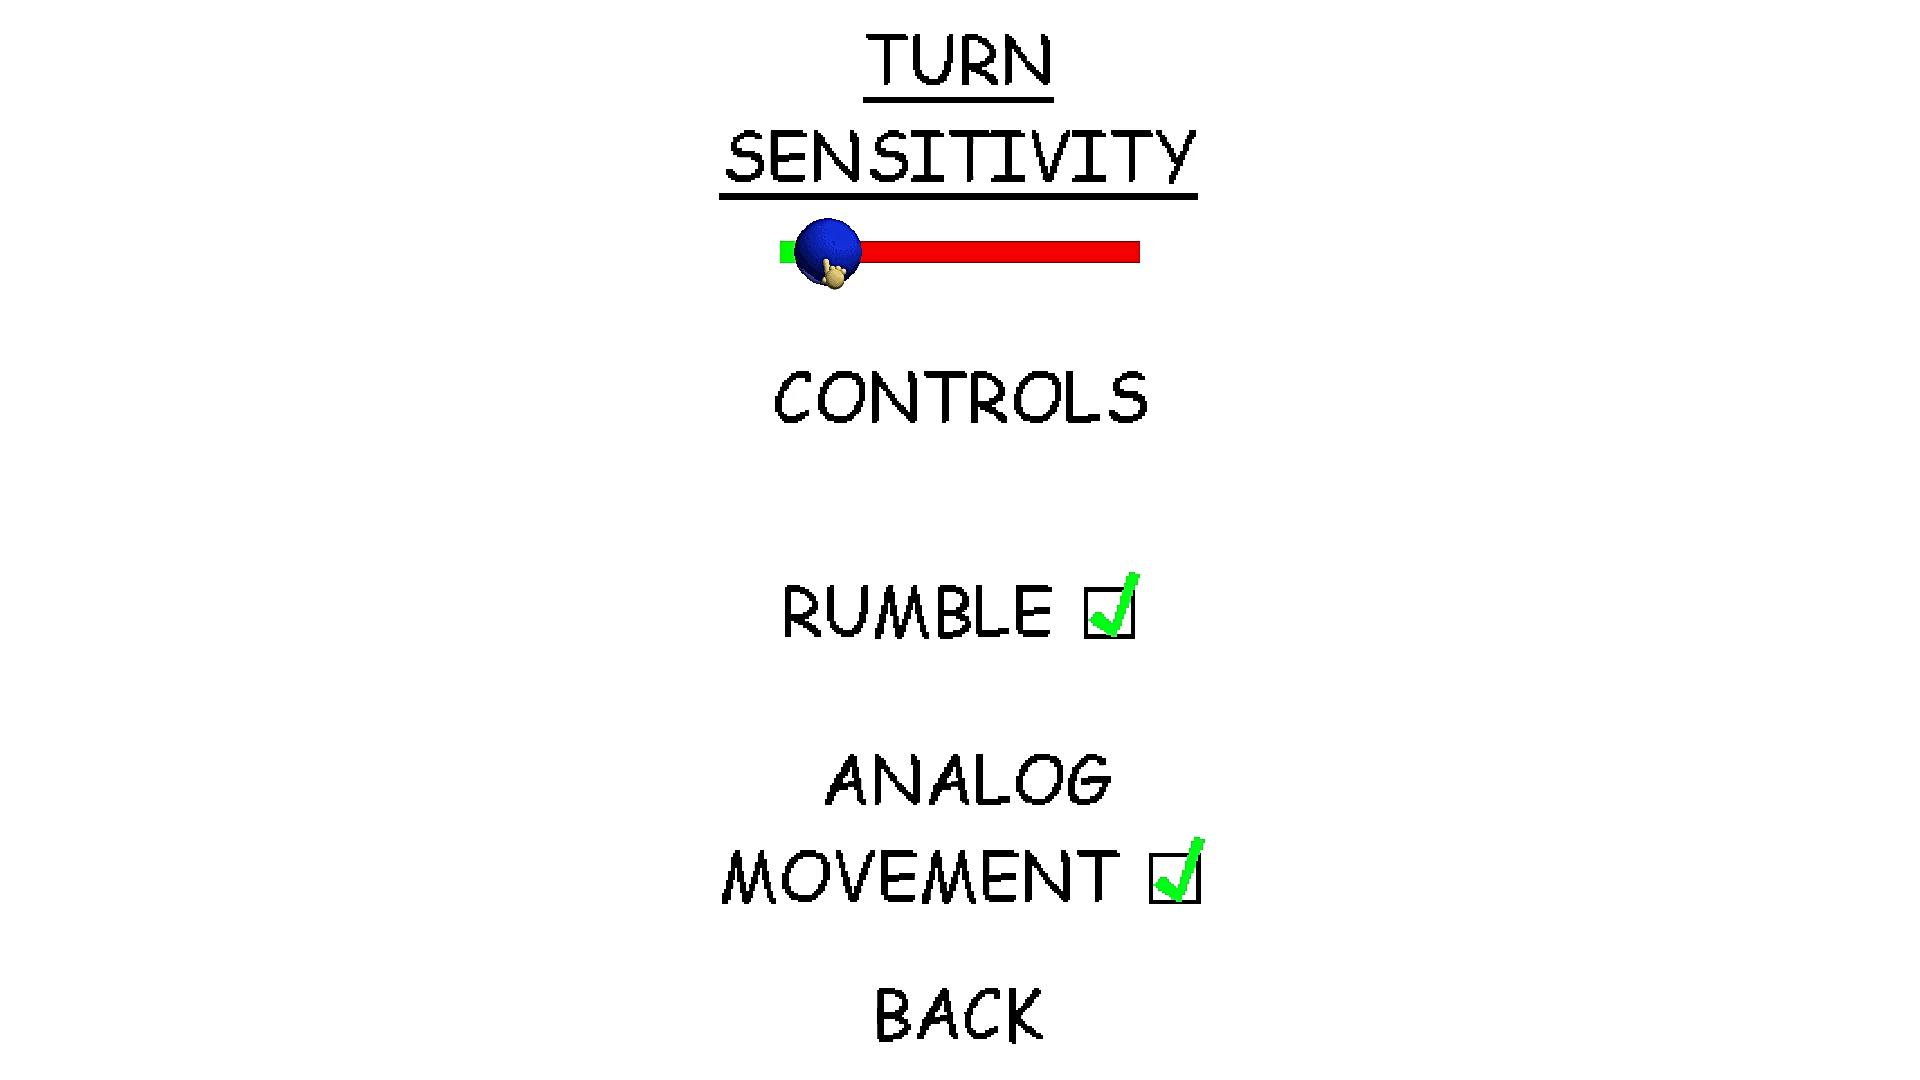 TURN
SENSITIVITY
CONTROLS
RUMBLE
ANALOG
MOVEMENT
BACK